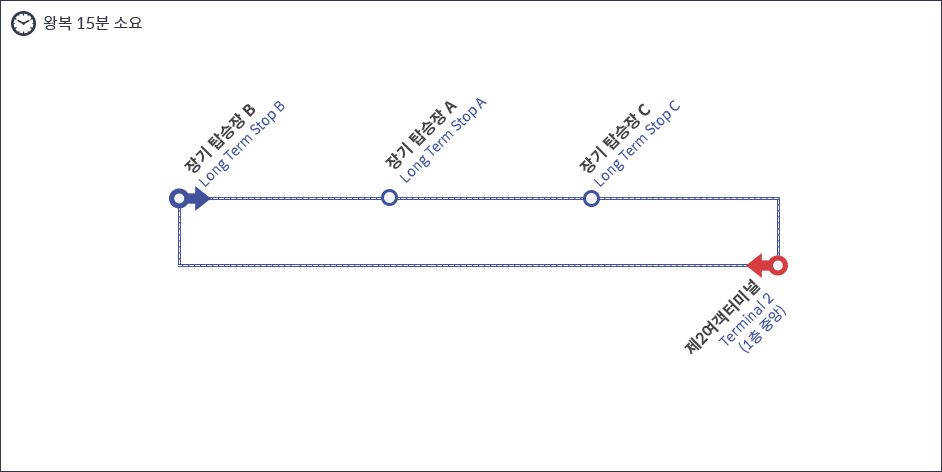 왕복 15분 소요
장기 탑승장 B
Long Term Stop B
장기 탑승장 A
Long Term Stop A
장기 탑승장 C
Long Term Stop C
제2여객터미널
Terminal 2
(1층 중앙)